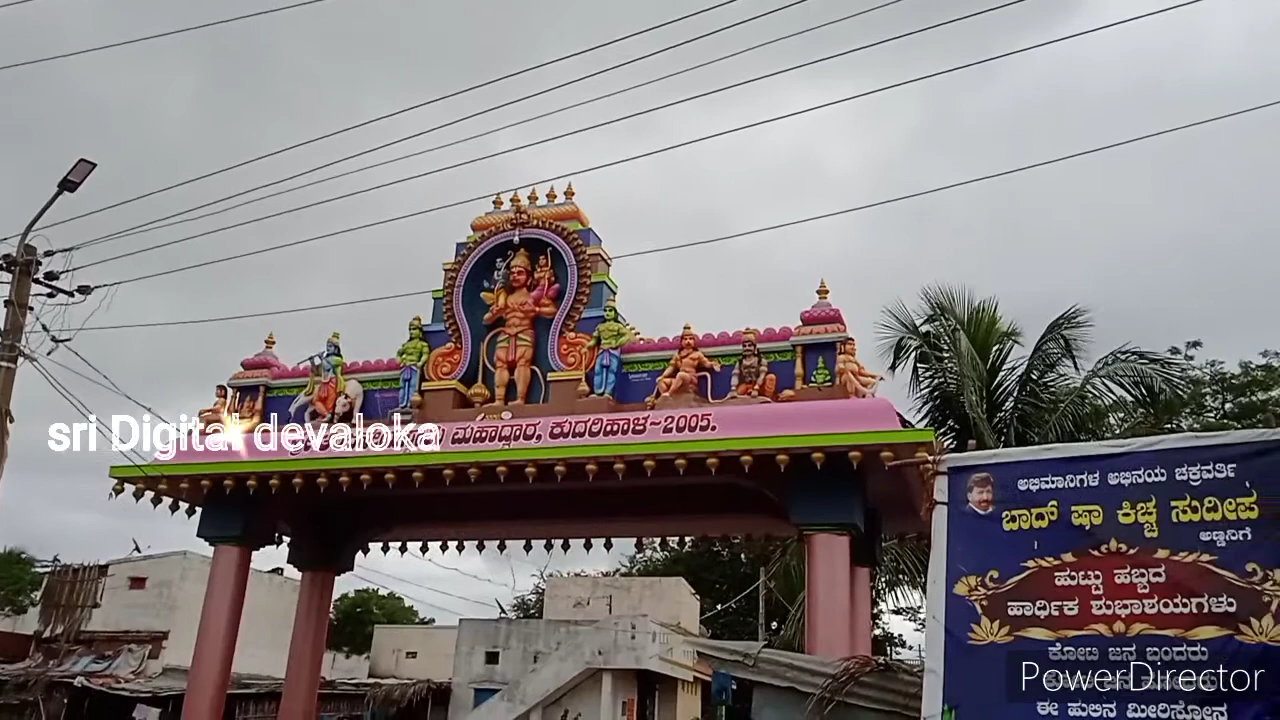 sri Digital devaloka
ಮಹಾದ್ವಾರ, ಕುದರಿಹಾಳ~2005.
ಅಭಿಮಾನಿಗಳ ಅಭಿನಯ ಚಕ್ರವರ್ತಿ
ಬಾದ್ ಷಾ ಕಿಚ್ಚ ಸುದೀಪ
ಅಣ್ಣನಿಗೆ
ಹುಟ್ಟು ಹಬ್ಬದ
ಹಾರ್ಧಿಕ ಶುಭಾಶಯಗಳು
ಕೋಟಿ ಜನ ಬಂದರು
PowerDirector
ಈ ಹುಲಿನ ಮೀರಿಸೋನ